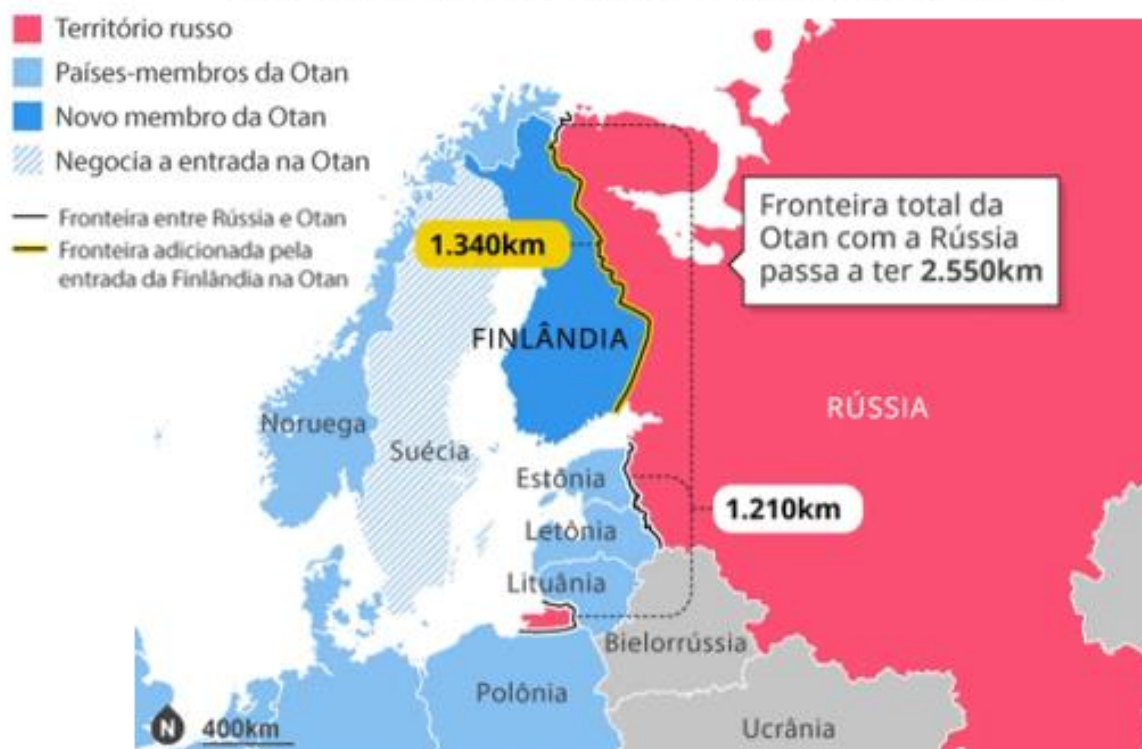 Território russo
Países-membros da Otan
Novo membro da Otan
Negocia a entrada na Otan
Fronteira entre Rússia e Otan
Fronteira adicionada pela
entrada da Finlândia na Otan
1.340km
Fronteira total da
Otan com a Rússia
passa a ter 2.550km
FINLÂNDIA
RÚSSIA
Noruega
Suécia
Estônia
1.210km
Letônia
Lituânia
Bielorrússia
Polônia
Ucrânia
N
400km